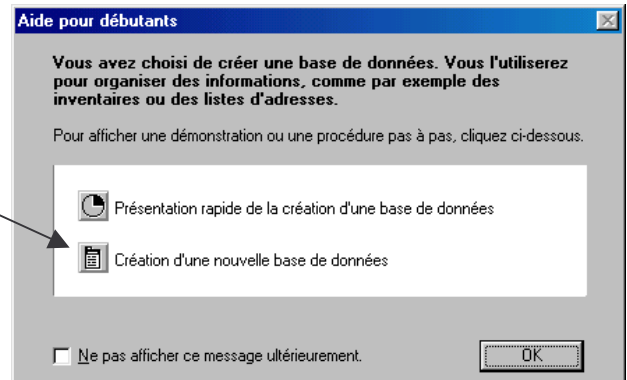 Aide pour débutants
Vous avez choisi de créer une base de données. Vous l'utiliserez
pour organiser des informations, comme par exemple des
inventaires ou des listes d'adresses.
Pour afficher une démonstration ou une procédure pas à pas, cliquez ci-dessous.
Présentation rapide de la création d'une base de données
Création d'une nouvelle base de données
Ne pas afficher ce message ultérieurement.
OK